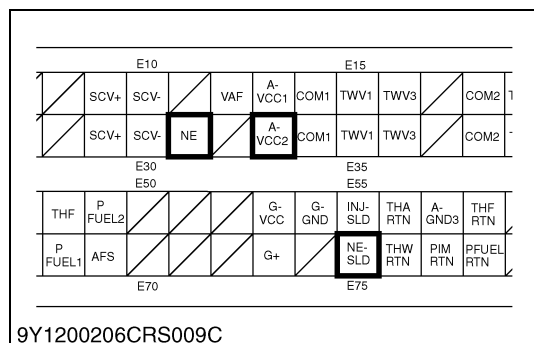 E10 E15
SCV+ SCV- VAF A-VCC1 COM1 TWV1 TWV3 COM2
SCV+ SCV- NE A-VCC2 COM1 TWV1 TWV3 COM2
E30 E35
E50 E55
THF P FUEL2 G-VCC G-GND INJ-SLD THA RTN A-GND3 THF RTN
P FUEL1 AFS G+ NE-SLD THW RTN PIM RTN PFUEL RTN
E70 E75
9Y1200206CRS009C